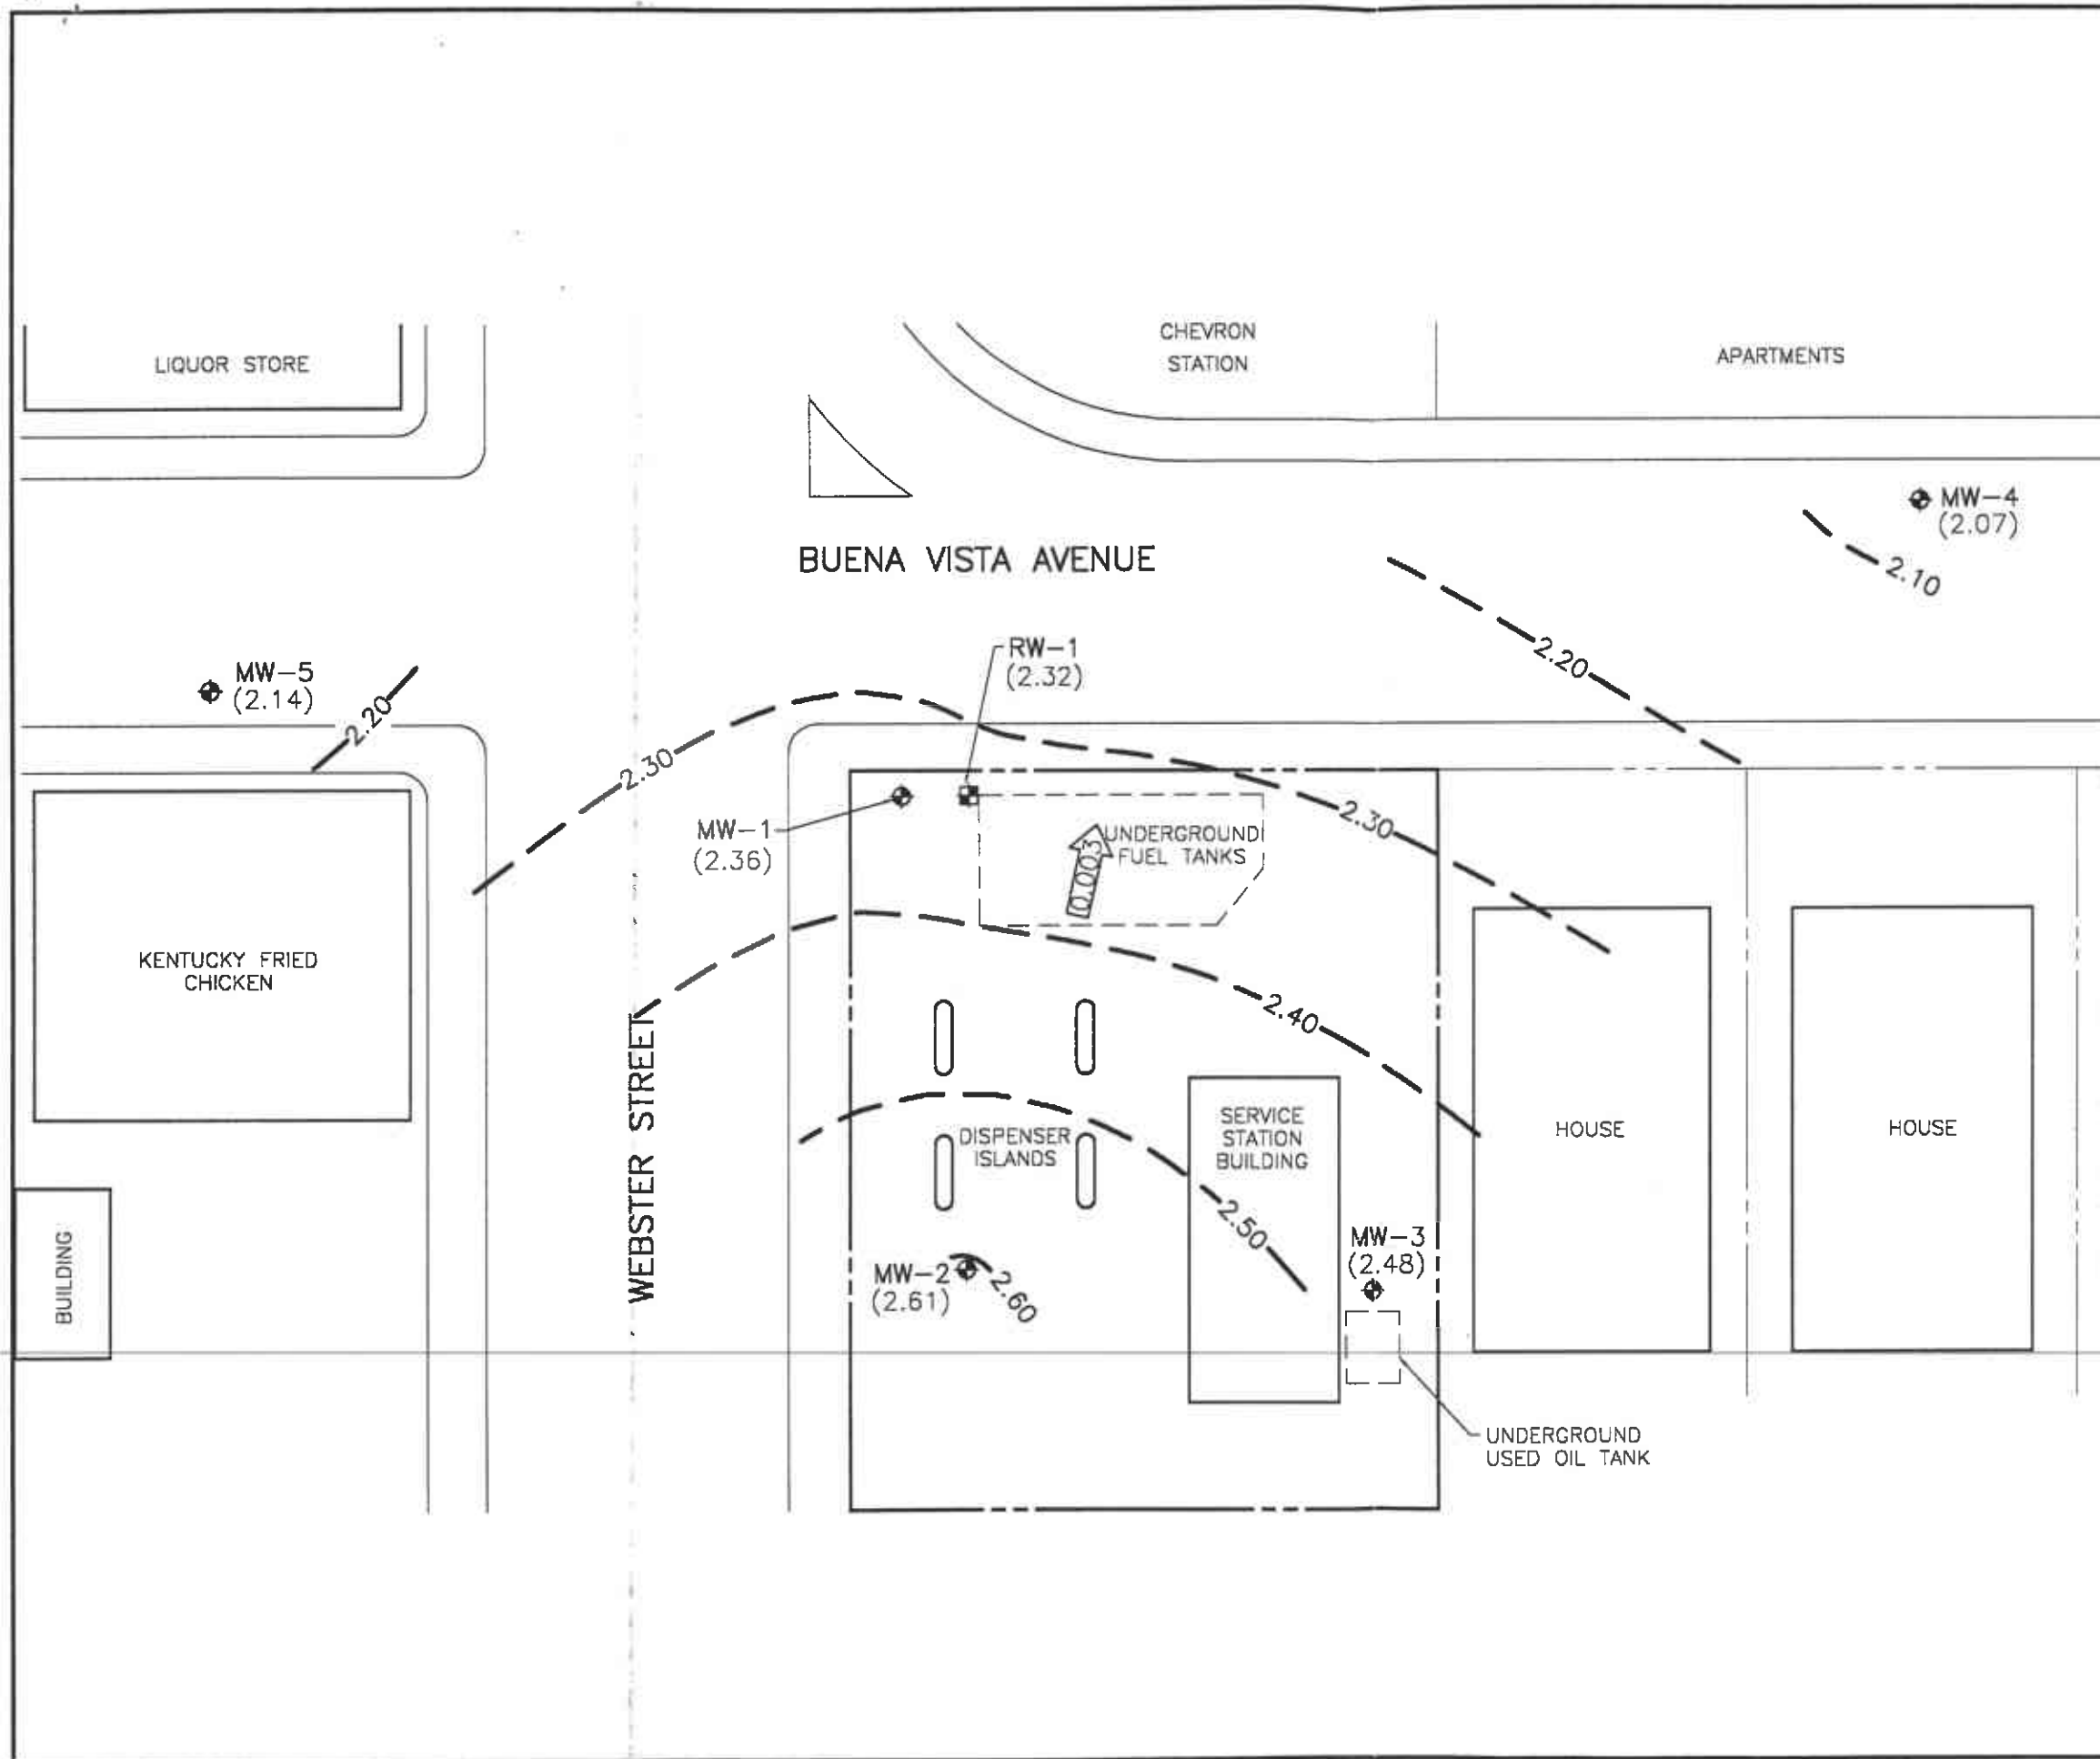 CHEVRON
STATION
LIQUOR STORE
APARTMENTS
MW-4
(2.07)
BUENA VISTA AVENUE
2.10
RW-1
(2.32)
2.20
MW-5
(2.14)
2.20
2.30
MW-1
(2.36)
UNDERGROUND
FUEL TANKS
0.003
2.30
KENTUCKY FRIED
CHICKEN
2.40
WEBSTER STREET
DISPENSER
ISLANDS
SERVICE
STATION
BUILDING
HOUSE
HOUSE
2.50
MW-3
(2.48)
BUILDING
MW-2
(2.61)
2.60
UNDERGROUND
USED OIL TANK